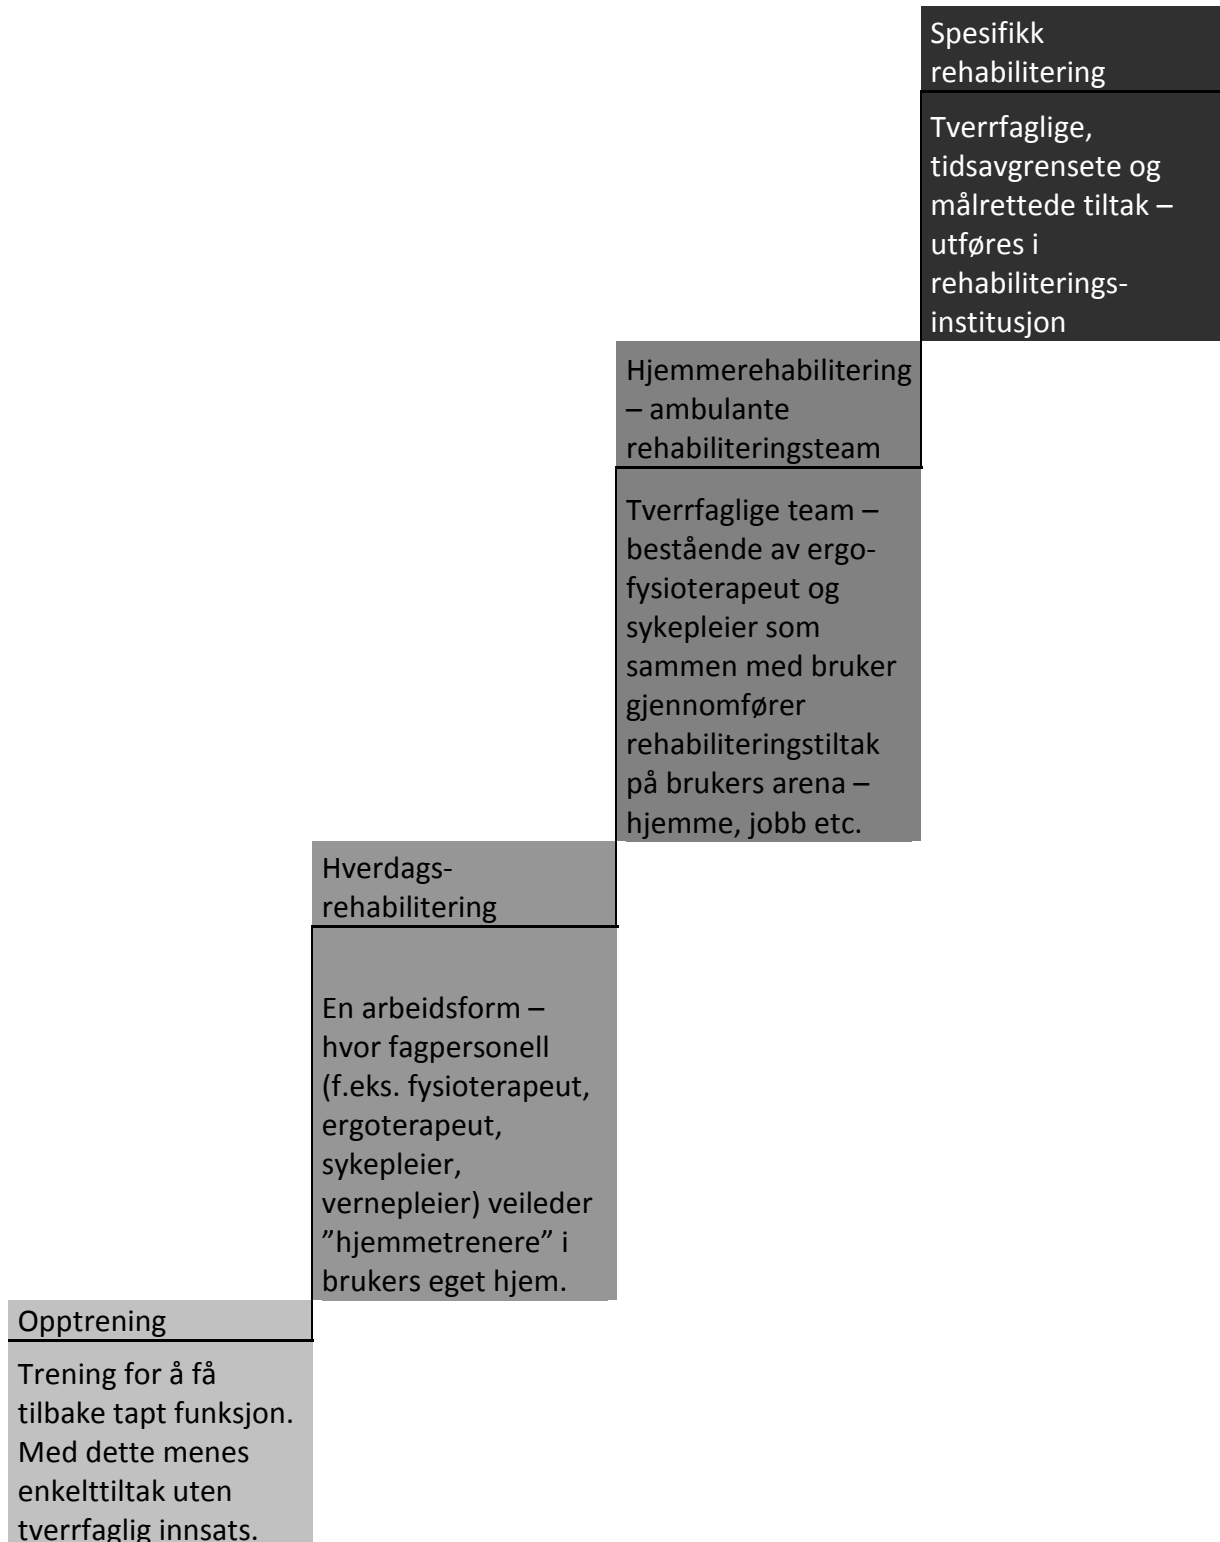 Spesifikk
rehabilitering
Tverrfaglige,
tidsavgrensete og
målrettede tiltak –
utføres i
rehabiliterings-
institusjon
Hjemmerehabilitering
– ambulante
rehabiliteringsteam
Tverrfaglige team –
bestående av ergo-
fysioterapeut og
sykepleier som
sammen med bruker
gjennomfører
rehabiliteringstiltak
på brukers arena –
hjemme, jobb etc.
Hverdags-
rehabilitering
En arbeidsform –
hvor fagpersonell
(f.eks. fysioterapeut,
ergoterapeut,
sykepleier,
vernepleier) veileder
”hjemmetrenere” i
brukers eget hjem.
Opptrening
Trening for å få
tilbake tapt funksjon.
Med dette menes
enkelttiltak uten
tverrfaglig innsats.